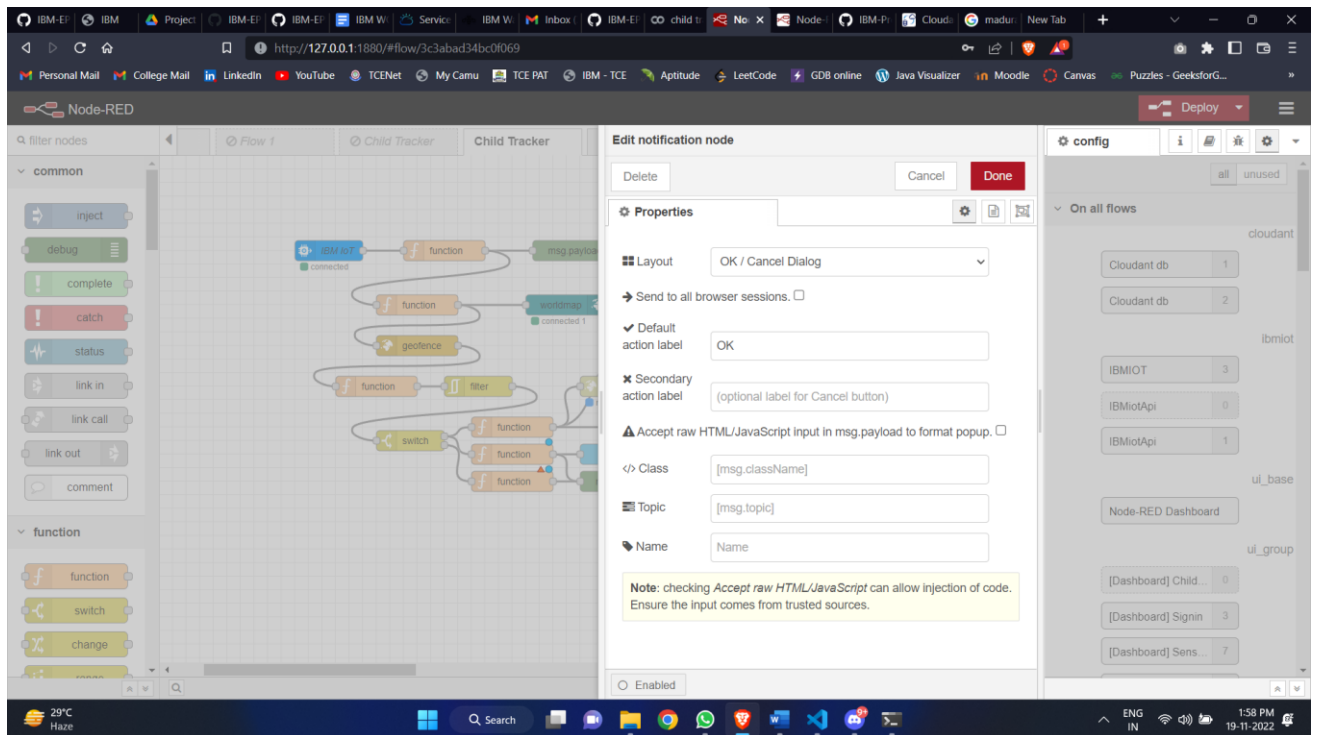 IBM-EF
IBM
Project
IBM-EF
IBM-EF
IBM W
Service
IBM W
Inbox (
IBM-EF
child t
No
Node-
IBM-Pr
Clouda
madur
New Tab
http://127.0.0.1:1880/#flow/3c3abad34bc0f069
Personal Mail
College Mail
LinkedIn
YouTube
TCENet
My Camu
TCE PAT
IBM - TCE
Aptitude
LeetCode
GDB online
Java Visualizer
Moodle
Canvas
Puzzles - GeeksforG...
Node-RED
Deploy
filter nodes
Flow 1
Child Tracker
Child Tracker
common
inject
debug
complete
catch
status
link in
link call
link out
comment
function
function
switch
change
range
IBM IoT
connected
function
msg.payloa
function
worldmap
connected 1
geofence
function
filter
switch
function
function
function
Edit notification node
Delete
Cancel
Done
Properties
Layout
OK / Cancel Dialog
Send to all browser sessions.
Default
action label
OK
Secondary
action label
(optional label for Cancel button)
Accept raw HTML/JavaScript input in msg.payload to format popup.
</> Class
[msg.className]
Topic
[msg.topic]
Name
Name
Note: checking Accept raw HTML/JavaScript can allow injection of code.
Ensure the input comes from trusted sources.
Enabled
config
all
unused
On all flows
cloudant
Cloudant db 1
Cloudant db 2
ibmiot
IBMIOT 3
IBMiotApi 0
IBMiotApi 1
ui_base
Node-RED Dashboard
ui_group
[Dashboard] Child... 0
[Dashboard] Signin 3
[Dashboard] Sens... 7
29°C
Haze
Search
ENG
IN
1:58 PM
19-11-2022